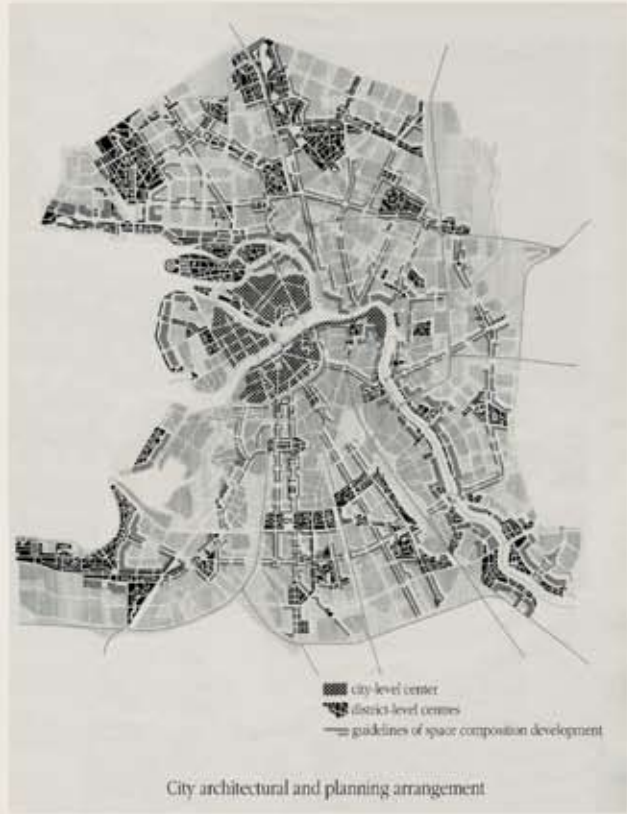 city-level center
district-level centres
guidelines of space composition development
City architectural and planning arrangement